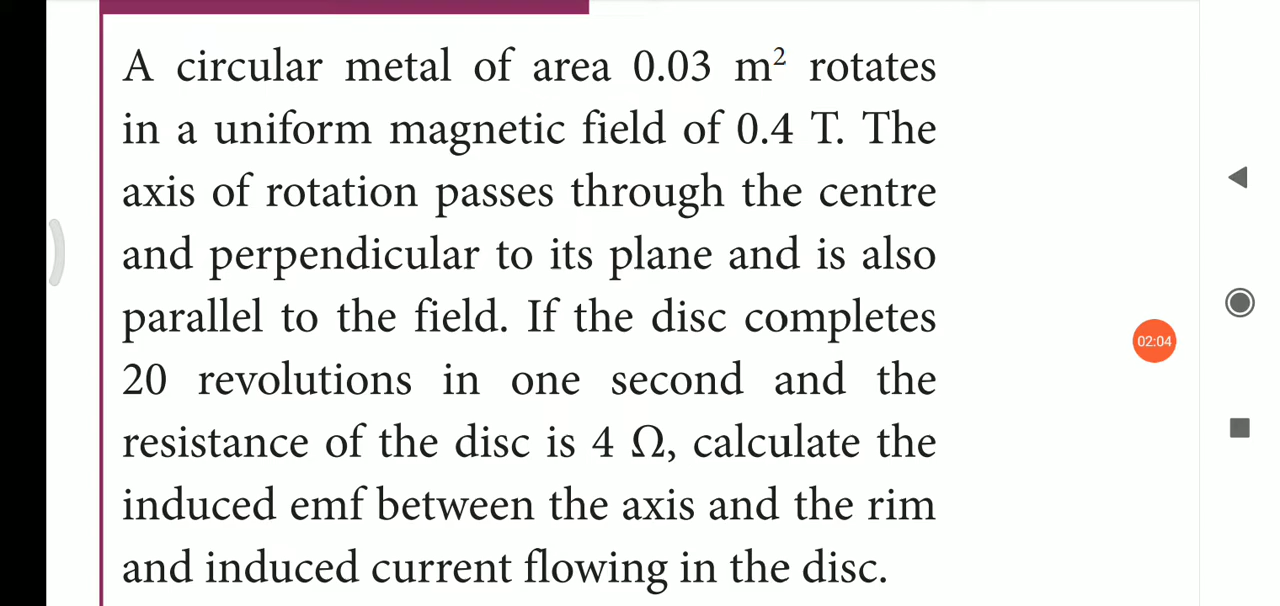 A circular metal of area 0.03 m² rotates
in a uniform magnetic field of 0.4 T. The
axis of rotation passes through the centre
and perpendicular to its plane and is also
parallel to the field. If the disc completes
20 revolutions in one second and the
resistance of the disc is 4 Ω, calculate the
induced emf between the axis and the rim
and induced current flowing in the disc.
02:04